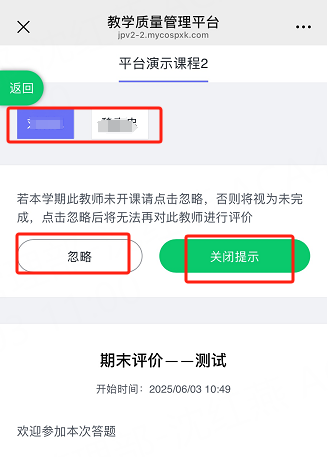 教学质量管理平台
jpv2-2.mycospxk.com
平台演示课程2
返回
若本学期此教师未开课请点击忽略，否则将视为未完
成，点击忽略后将无法再对此教师进行评价
忽略
关闭提示
期末评价——测试
开始时间：2025/06/03 10:49
欢迎参加本次答题